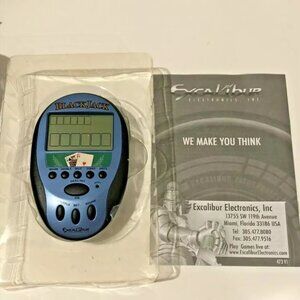 BLACKJACK
EXCALIBUR
EXCALIBUR
ELECTRONICS, INC
WE MAKE YOU THINK
Excalibur Electronics, Inc
13755 SW 119th Avenue
Miami, Florida 33186
Tel: 305.477.8080
Fax: 305.477.9516
Play Games live at:
www.ExcaliburElectronics.com